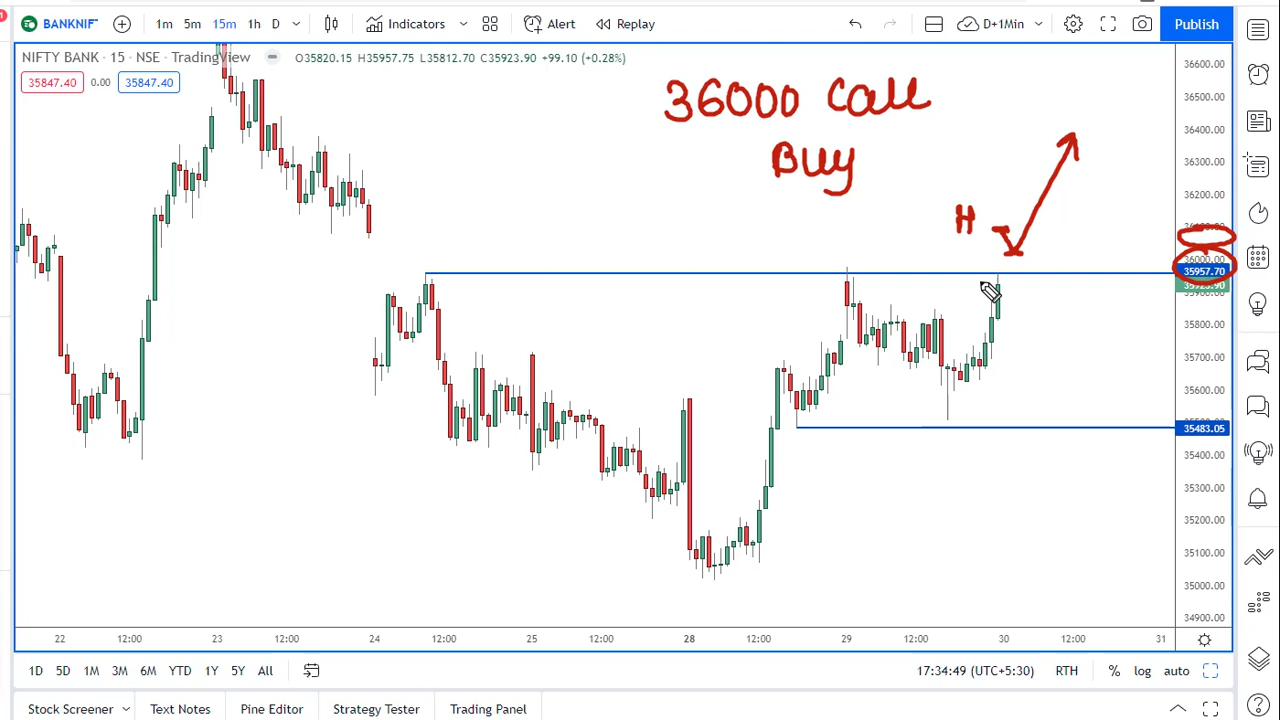 BANKNIF
1m 5m 15m 1h D
Indicators
Alert
Replay
D+1Min
Publish
NIFTY BANK · 15 · NSE · TradingView
O35820.15 H35957.75 L35812.70 C35923.90 +99.10 (+0.28%)
35847.40 0.00 35847.40
36000 Call
Buy
H
36600.00
36500.00
36400.00
36300.00
36200.00
36000.00
35957.70
35923.90
35800.00
35700.00
35600.00
35483.05
35400.00
35300.00
35200.00
35100.00
35000.00
34900.00
22 12:00 23 12:00 24 12:00 25 12:00 28 12:00 29 12:00 30 12:00 31
1D 5D 1M 3M 6M YTD 1Y 5Y All
17:34:49 (UTC+5:30) RTH % log auto
Stock Screener Text Notes Pine Editor Strategy Tester Trading Panel